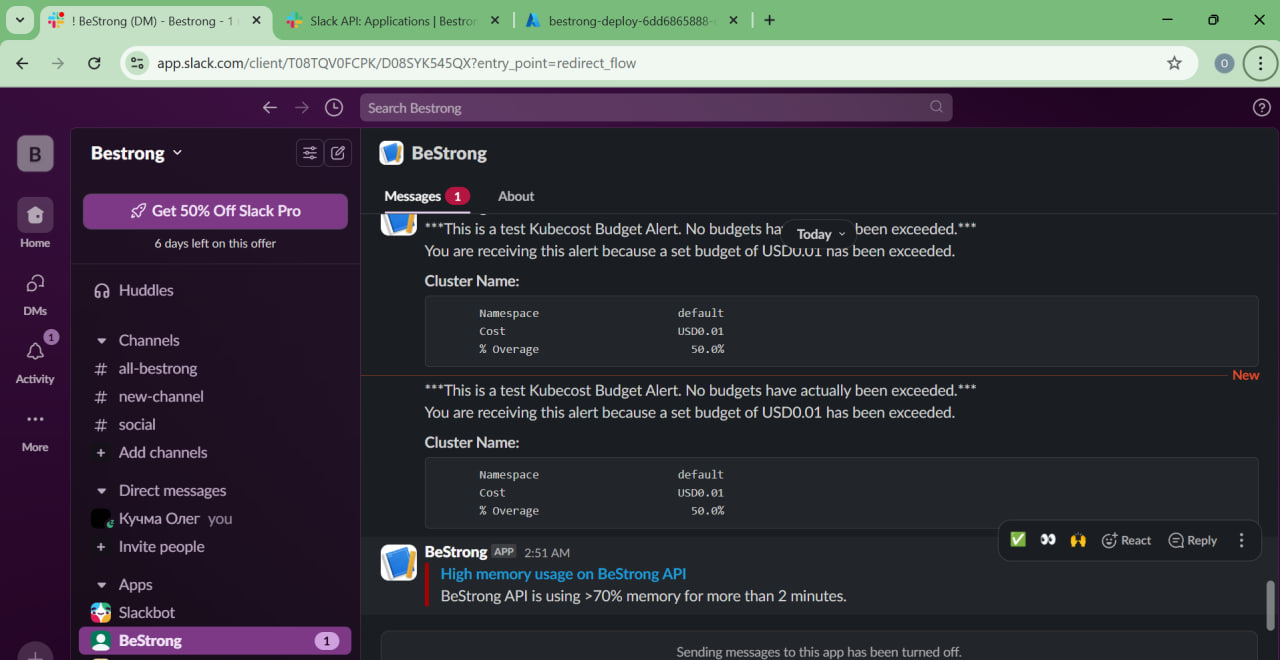 ! BeStrong (DM) - Bestrong - 1
Slack API: Applications | Bestron
bestrong-deploy-6dd6865888-
app.slack.com/client/T08TQV0FCPK/D08SYK545QX?entry_point=redirect_flow
O
Search Bestrong
B
Home
DMs
1
Activity
More
Bestrong
Get 50% Off Slack Pro
6 days left on this offer
Huddles
Channels
# all-bestrong
# new-channel
# social
+ Add channels
Direct messages
Кучма Олег you
+ Invite people
Apps
Slackbot
BeStrong 1
BeStrong
Messages 1
About
Today
***This is a test Kubecost Budget Alert. No budgets ha been exceeded.***
You are receiving this alert because a set budget of USD0.01 has been exceeded.
Cluster Name:
Namespace default
Cost USD0.01
% Overage 50.0%
New
***This is a test Kubecost Budget Alert. No budgets have actually been exceeded.***
You are receiving this alert because a set budget of USD0.01 has been exceeded.
Cluster Name:
Namespace default
Cost USD0.01
% Overage 50.0%
React
Reply
BeStrong APP 2:51 AM
High memory usage on BeStrong API
BeStrong API is using >70% memory for more than 2 minutes.
Sending messages to this app has been turned off.